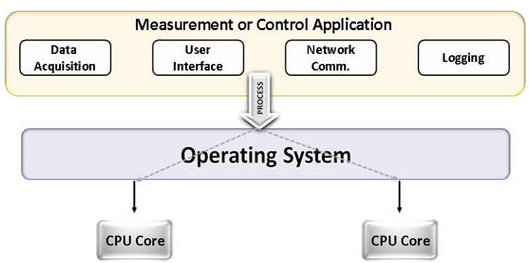 Measurement or Control Application
Data
Acquisition
User
Interface
Network
Comm.
Logging
PROCESS
Operating System
CPU Core
CPU Core